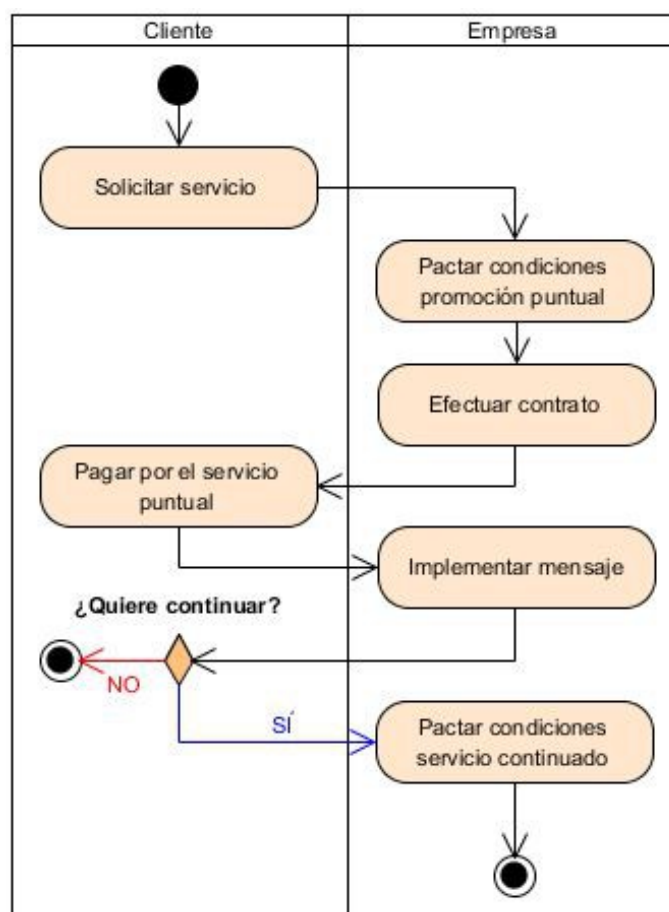 Cliente
Empresa
Solicitar servicio
Pactar condiciones
promoción puntual
Efectuar contrato
Pagar por el servicio
puntual
Implementar mensaje
¿Quiere continuar?
NO
SÍ
Pactar condiciones
servicio continuado